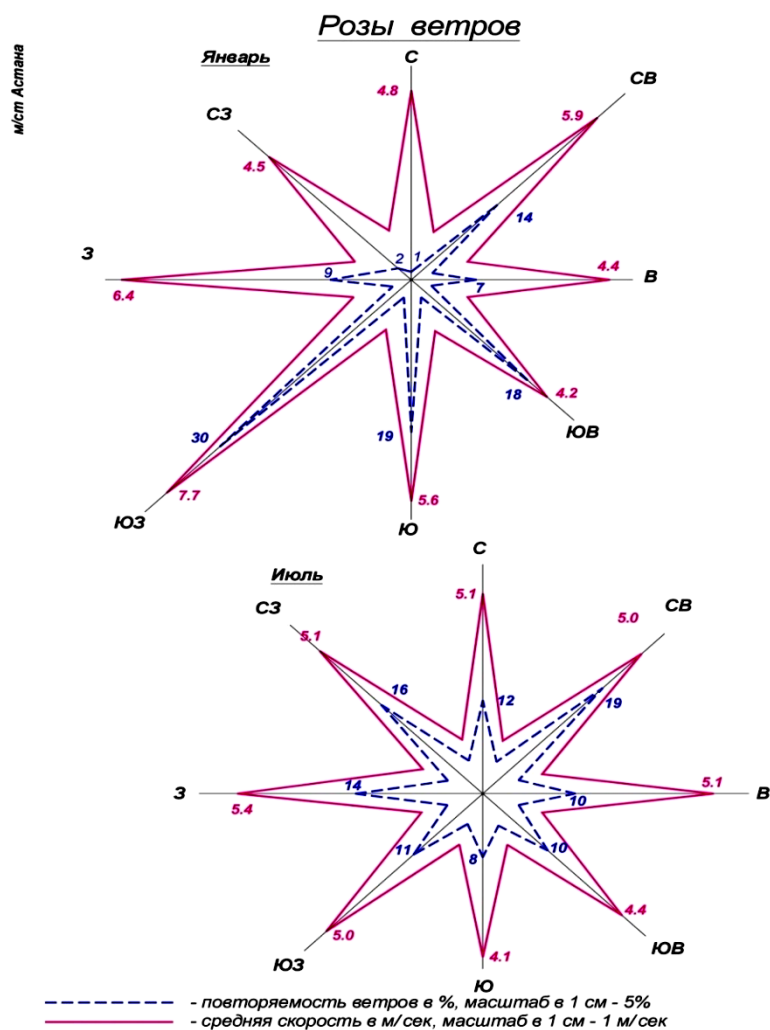 Розы ветров
м/ст Астана
Январь
С
4.8
СВ
5.9
СЗ
4.5
14
З
2
1
9
6.4
4.4
В
7
18
4.2
ЮВ
30
19
7.7
5.6
ЮЗ
Ю
С
Июль
5.1
СЗ
5.1
5.0
СВ
16
12
19
З
14
5.4
5.1
В
10
11
8
10
5.0
4.4
ЮЗ
4.1
ЮВ
Ю
- повторяемость ветров в %, масштаб в 1 см - 5%
- средняя скорость в м/сек, масштаб в 1 см - 1 м/сек